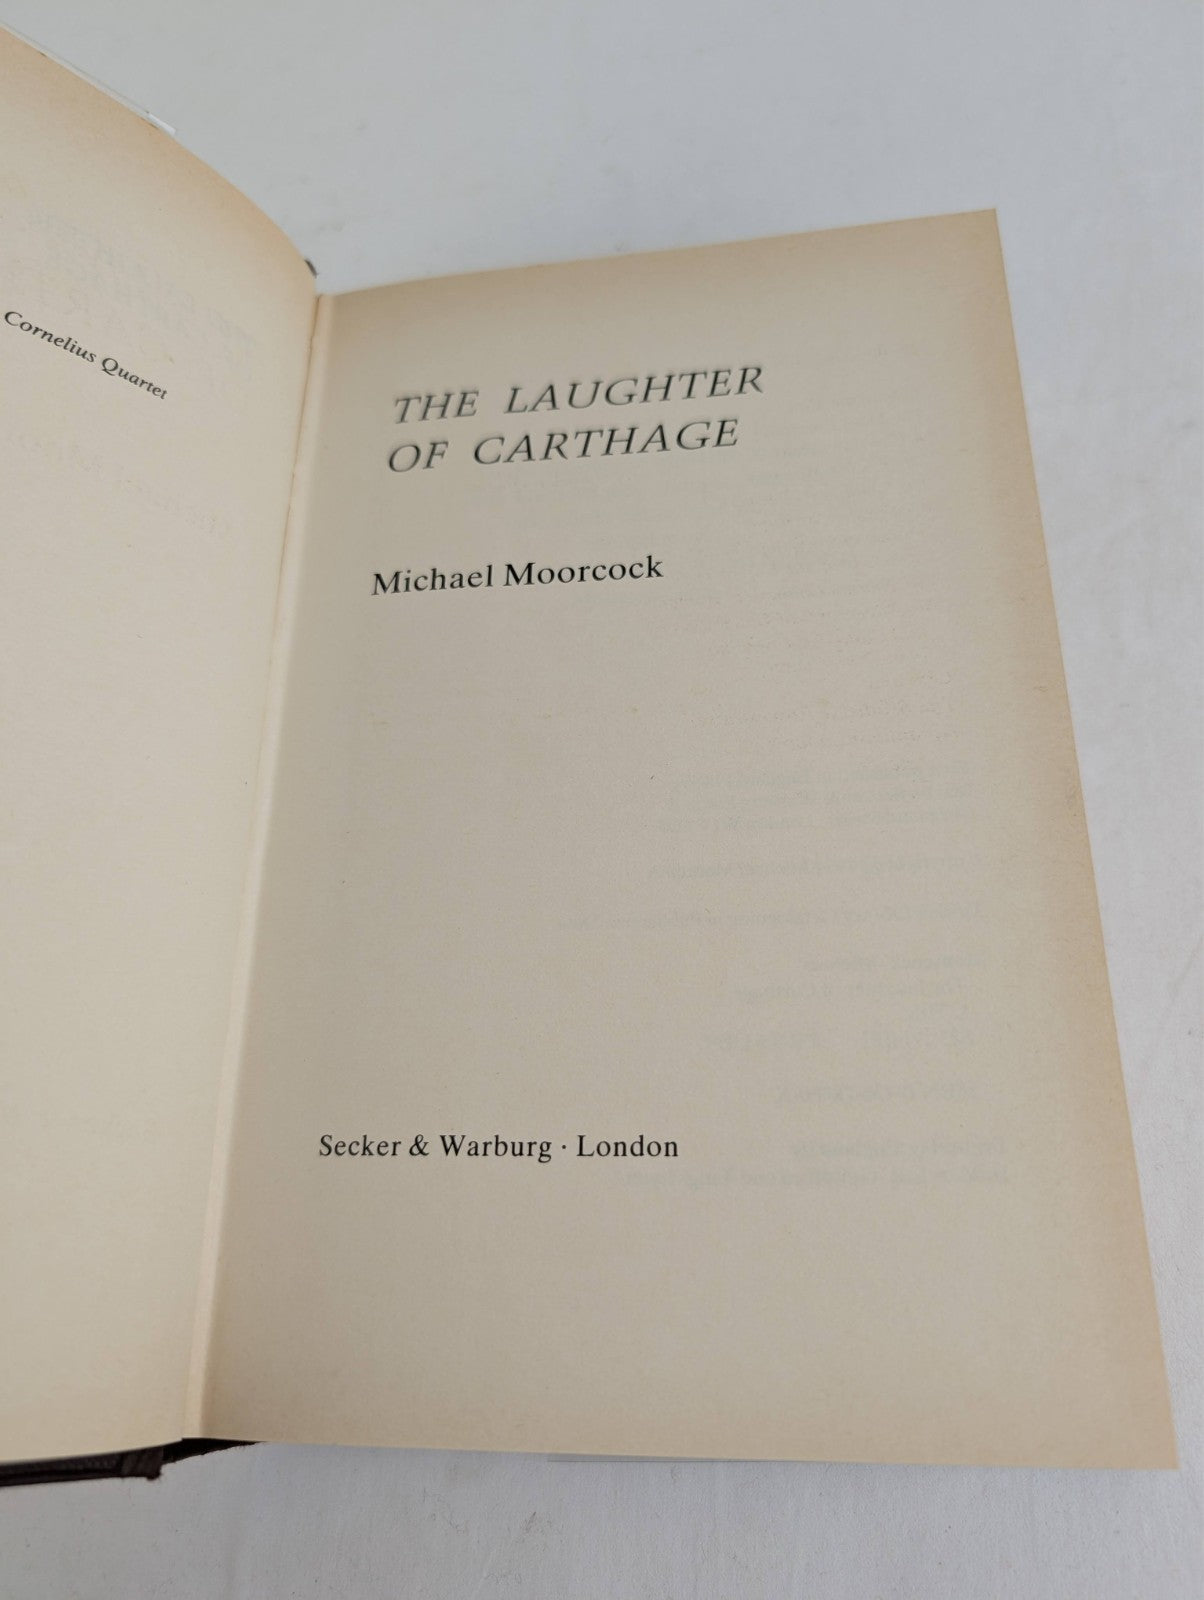 Cornelius Quartet
THE LAUGHTER
OF CARTHAGE
Michael Moorcock
Secker & Warburg · London